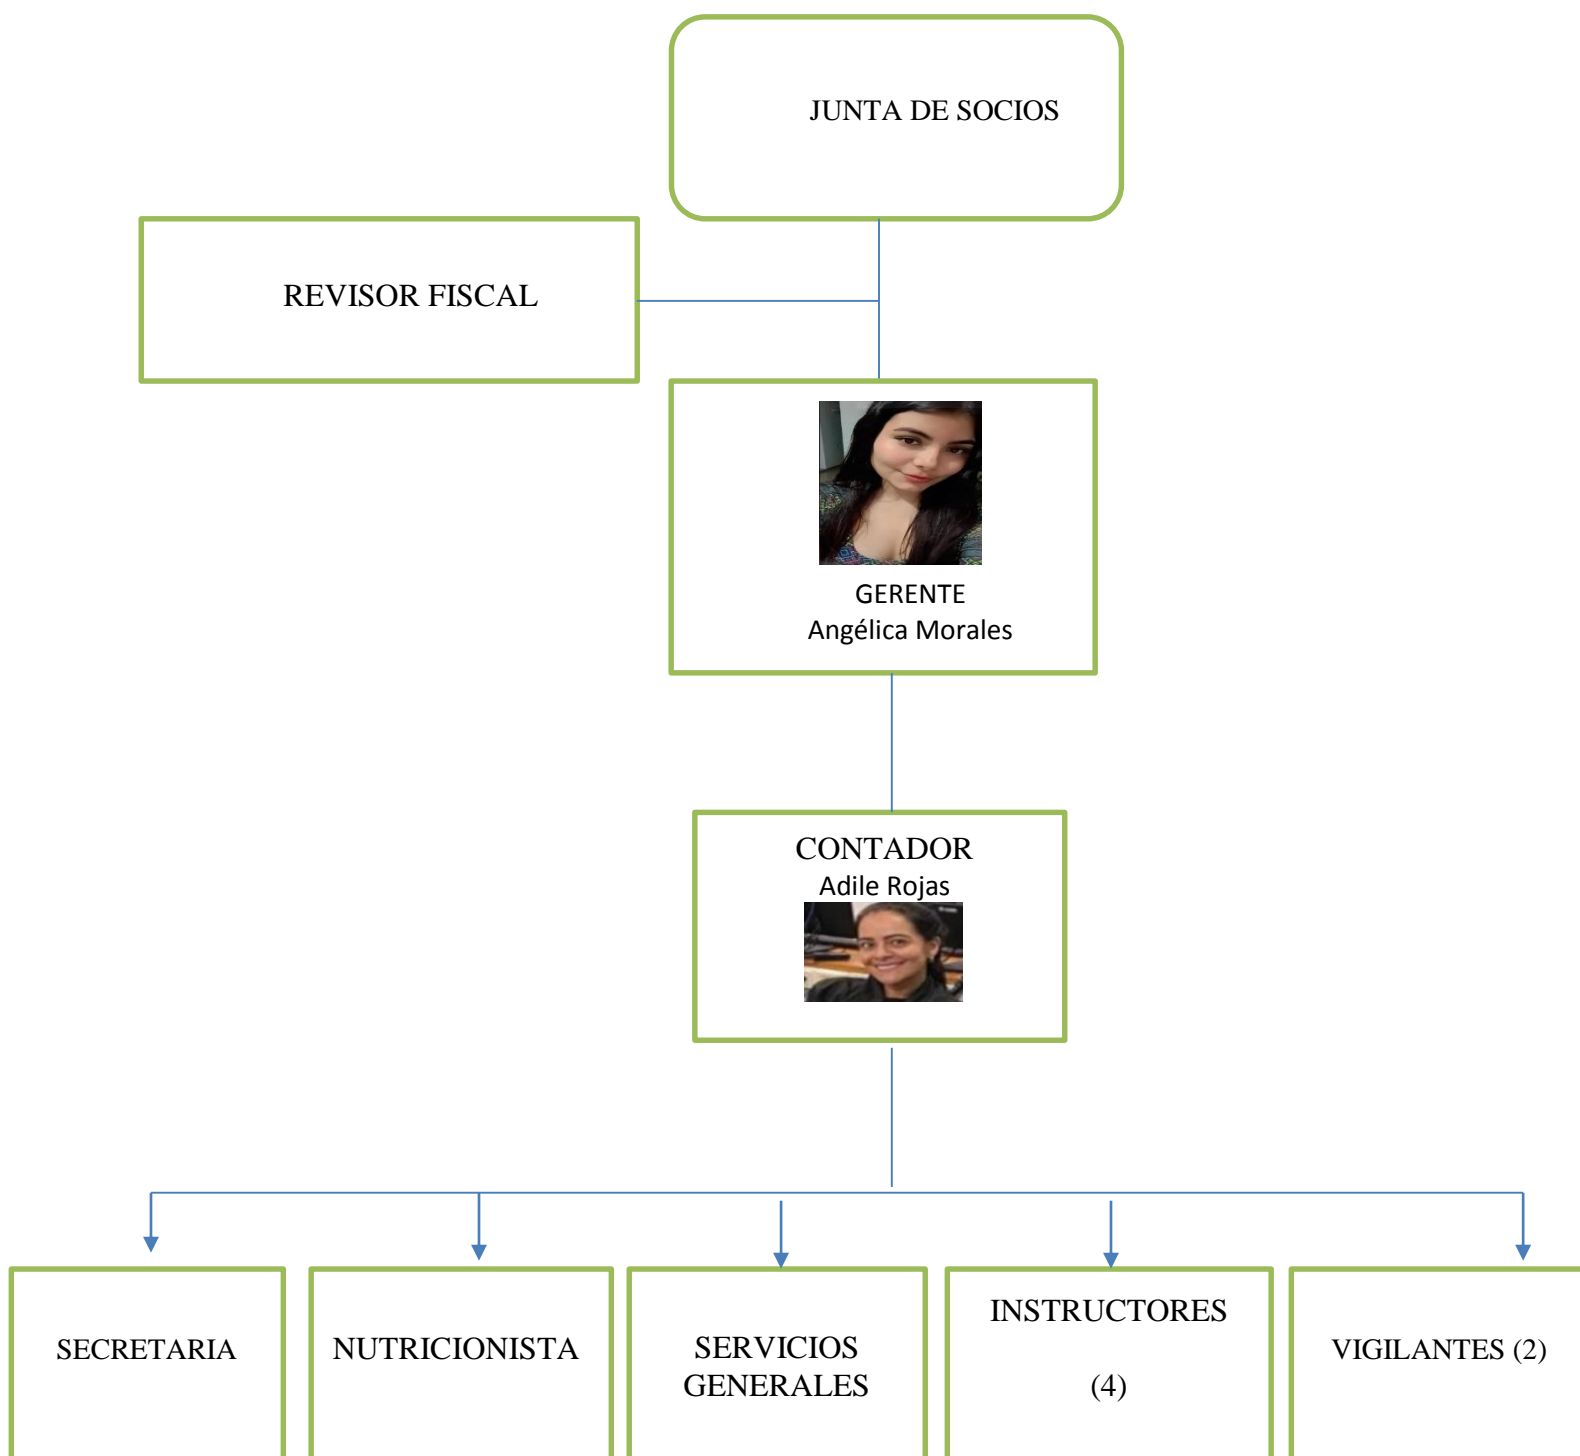 JUNTA DE SOCIOS
REVISOR FISCAL
GERENTE
Angélica Morales
CONTADOR
Adile Rojas
SECRETARIA
NUTRICIONISTA
SERVICIOS
GENERALES
INSTRUCTORES
(4)
VIGILANTES (2)